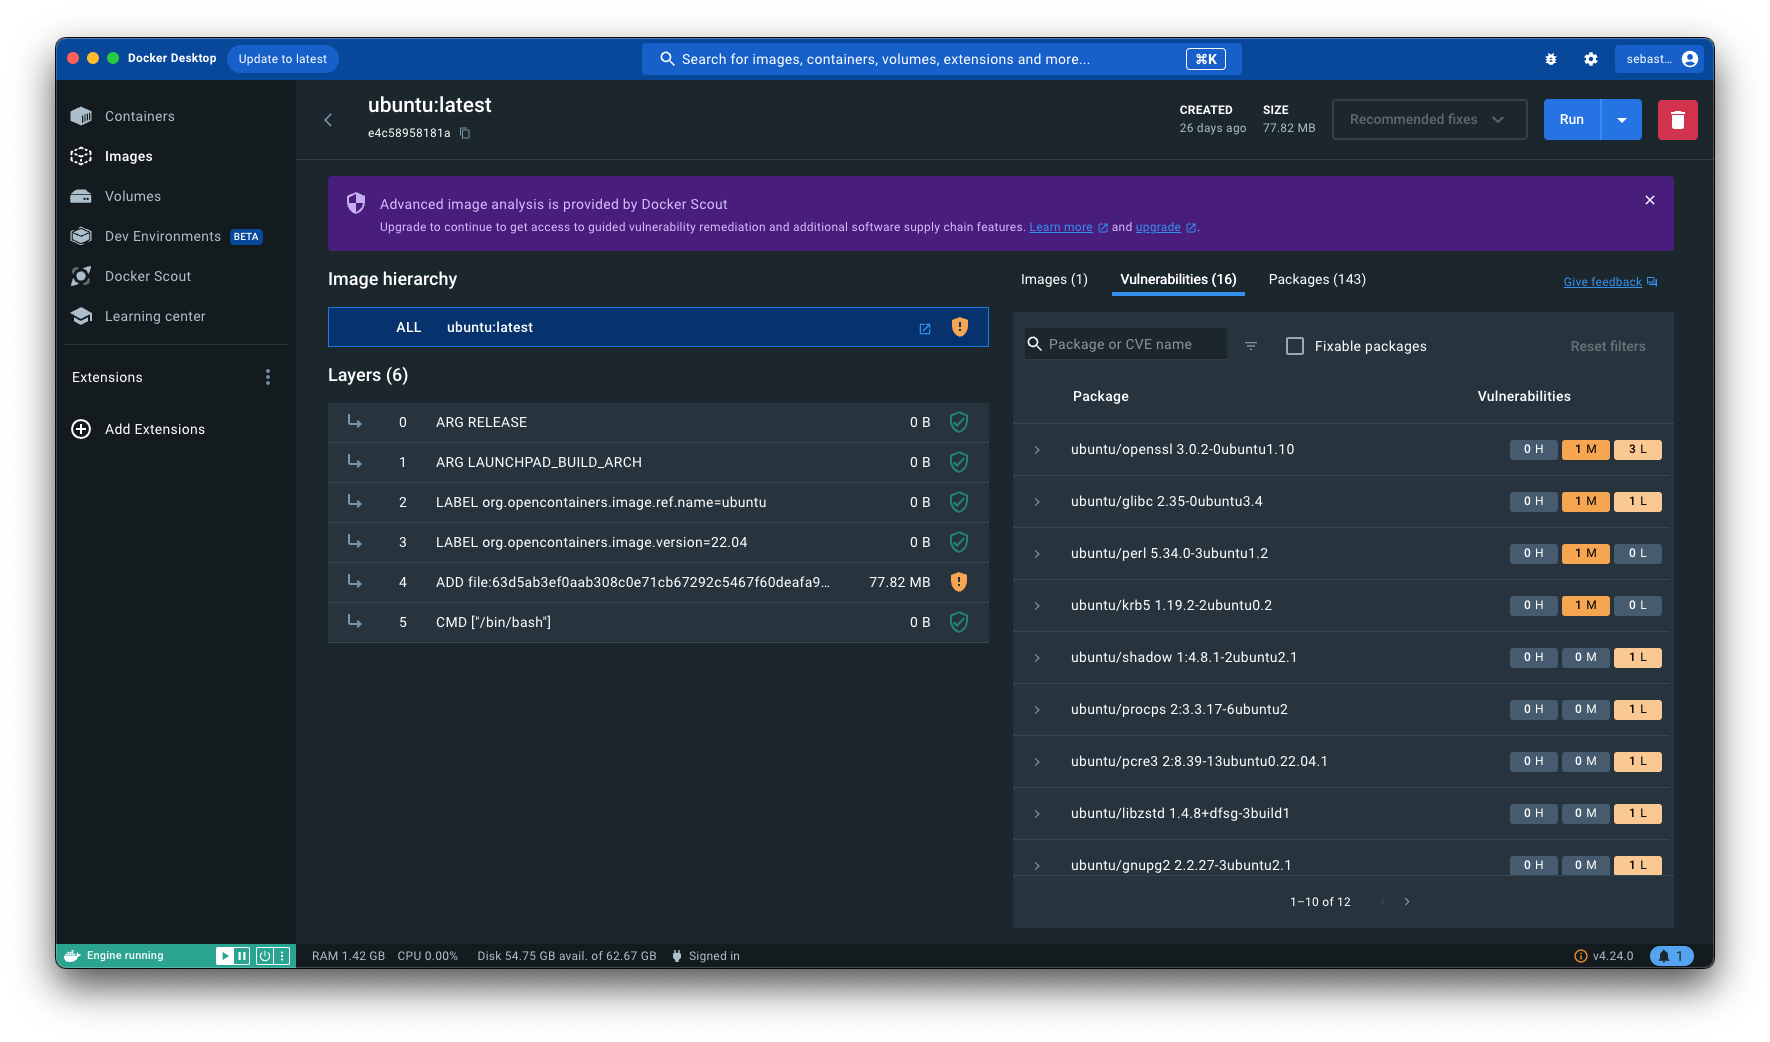 Docker Desktop
Update to latest
Search for images, containers, volumes, extensions and more...
⌘K
sebast...
Containers
Images
Volumes
Dev Environments BETA
Docker Scout
Learning center
Extensions
Add Extensions
ubuntu:latest
e4c58958181a
CREATED
26 days ago
SIZE
77.82 MB
Recommended fixes
Run
Advanced image analysis is provided by Docker Scout
Upgrade to continue to get access to guided vulnerability remediation and additional software supply chain features. Learn more and upgrade .
Image hierarchy
ALL ubuntu:latest
Layers (6)
0 ARG RELEASE 0 B
1 ARG LAUNCHPAD_BUILD_ARCH 0 B
2 LABEL org.opencontainers.image.ref.name=ubuntu 0 B
3 LABEL org.opencontainers.image.version=22.04 0 B
4 ADD file:63d5ab3ef0aab308c0e71cb67292c5467f60deafa9... 77.82 MB
5 CMD ["/bin/bash"] 0 B
Images (1) Vulnerabilities (16) Packages (143)
Give feedback
Package or CVE name
Fixable packages
Reset filters
Package Vulnerabilities
ubuntu/openssl 3.0.2-0ubuntu1.10 0 H 1 M 3 L
ubuntu/glibc 2.35-0ubuntu3.4 0 H 1 M 1 L
ubuntu/perl 5.34.0-3ubuntu1.2 0 H 1 M 0 L
ubuntu/krb5 1.19.2-2ubuntu0.2 0 H 1 M 0 L
ubuntu/shadow 1:4.8.1-2ubuntu2.1 0 H 0 M 1 L
ubuntu/procps 2:3.3.17-6ubuntu2 0 H 0 M 1 L
ubuntu/pcre3 2:8.39-13ubuntu0.22.04.1 0 H 0 M 1 L
ubuntu/libzstd 1.4.8+dfsg-3build1 0 H 0 M 1 L
ubuntu/gnupg2 2.2.27-3ubuntu2.1 0 H 0 M 1 L
1–10 of 12
Engine running
RAM 1.42 GB CPU 0.00% Disk 54.75 GB avail. of 62.67 GB Signed in
v4.24.0
1